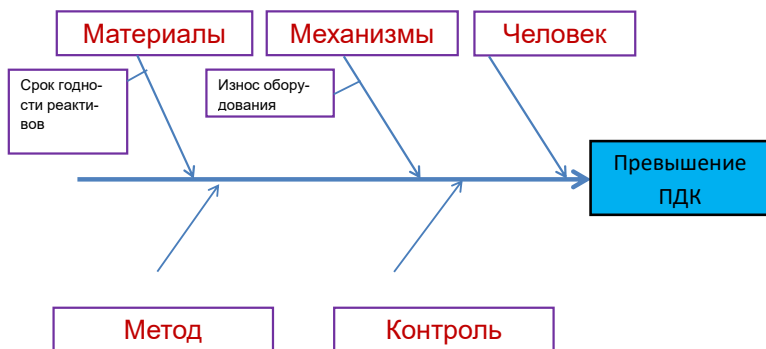 Материалы
Механизмы
Человек
Срок годно-
сти реакти-
вов
Износ обору-
дования
Превышение
ПДК
Метод
Контроль